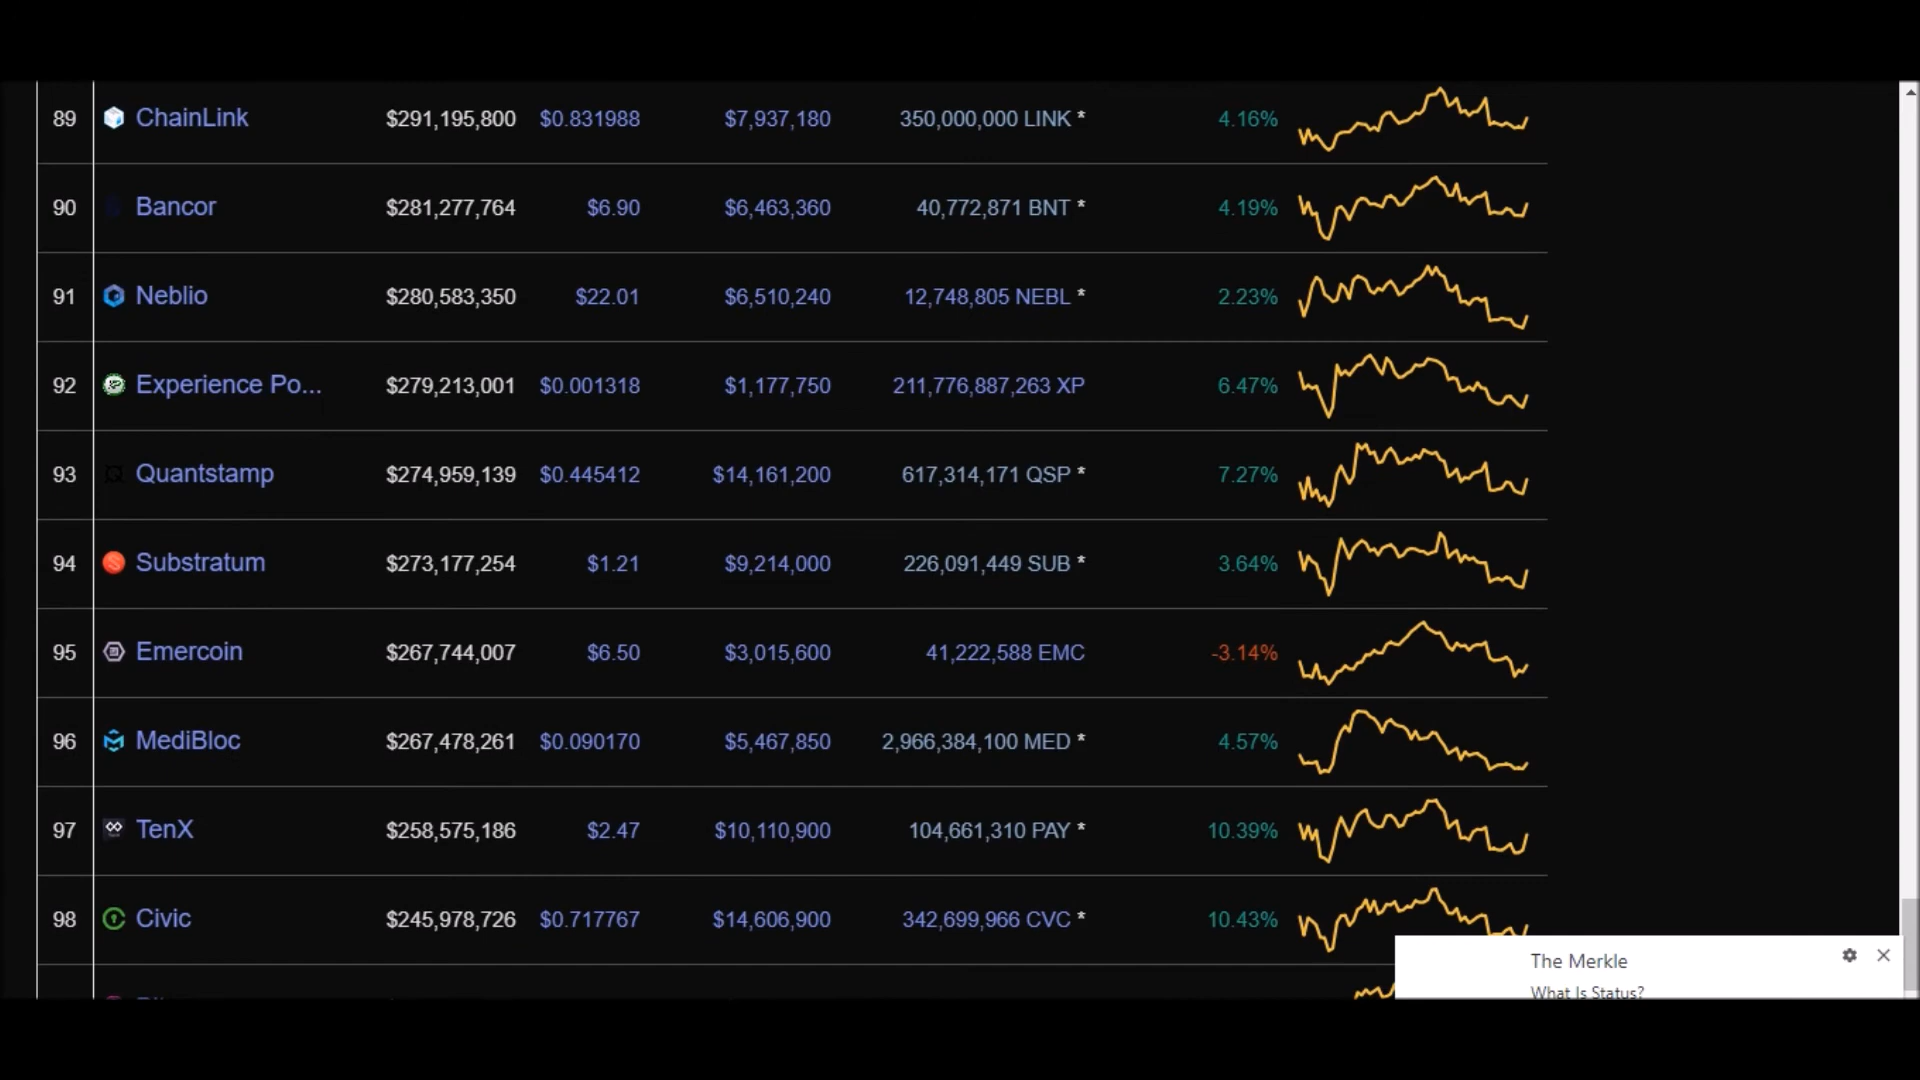 89 ChainLink $291,195,800 $0.831988 $7,937,180 350,000,000 LINK * 4.16%
90 Bancor $281,277,764 $6.90 $6,463,360 40,772,871 BNT * 4.19%
91 Neblio $280,583,350 $22.01 $6,510,240 12,748,805 NEBL * 2.23%
92 Experience Po... $279,213,001 $0.001318 $1,177,750 211,776,887,263 XP 6.47%
93 Quantstamp $274,959,139 $0.445412 $14,161,200 617,314,171 QSP * 7.27%
94 Substratum $273,177,254 $1.21 $9,214,000 226,091,449 SUB * 3.64%
95 Emercoin $267,744,007 $6.50 $3,015,600 41,222,588 EMC -3.14%
96 MediBloc $267,478,261 $0.090170 $5,467,850 2,966,384,100 MED * 4.57%
97 TenX $258,575,186 $2.47 $10,110,900 104,661,310 PAY * 10.39%
98 Civic $245,978,726 $0.717767 $14,606,900 342,699,966 CVC * 10.43%
The Merkle
What Is Status?